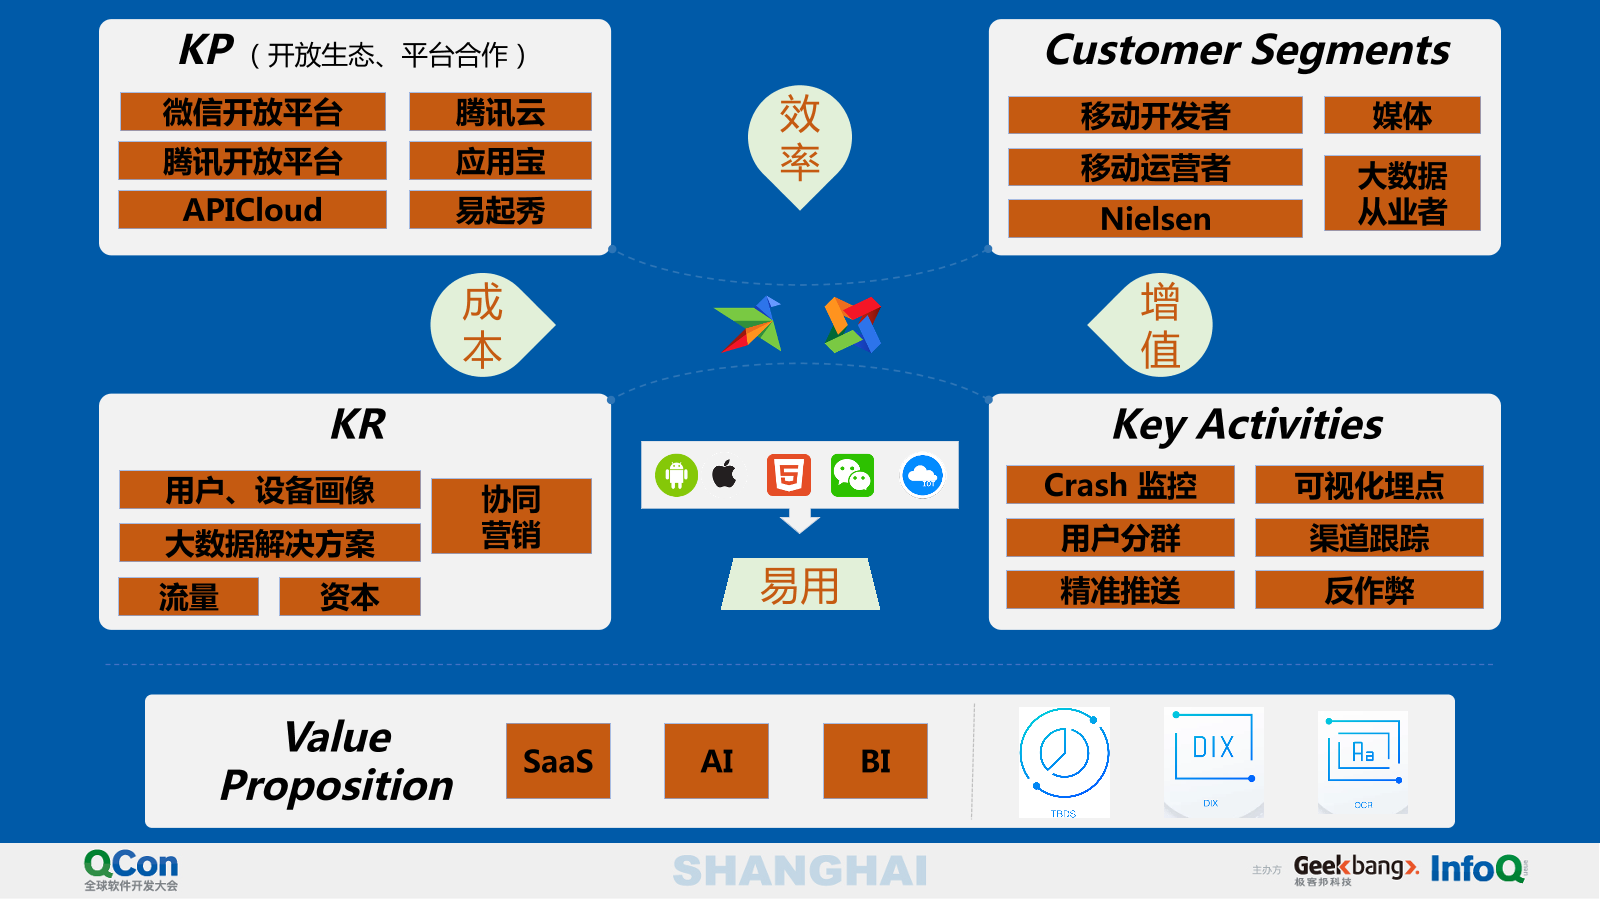 KP（开放生态、平台合作）
微信开放平台
腾讯云
腾讯开放平台
应用宝
APICloud
易起秀
效
率
Customer Segments
移动开发者
媒体
移动运营者
大数据
从业者
Nielsen
成
本
增
值
KR
用户、设备画像
协同
营销
大数据解决方案
流量
资本
5
IOT
易用
Key Activities
Crash 监控
可视化埋点
用户分群
渠道跟踪
精准推送
反作弊
Value
Proposition
SaaS
AI
BI
TBDS
DIX
DIX
Aa
OCR
QCon
全球软件开发大会
SHANGHAI
主办方
Geekbang>.
极客邦科技
InfoQ